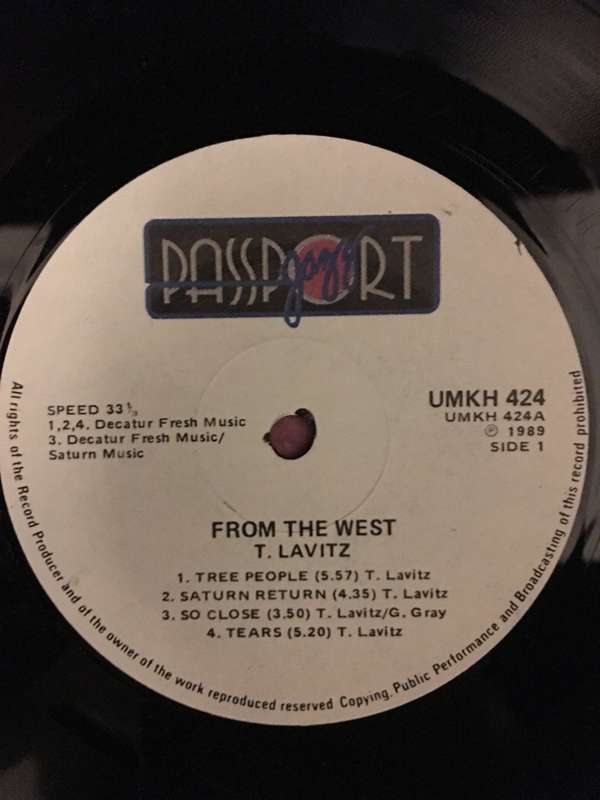 PASSPORT
jazz
SPEED 33⅓
1,2,4. Decatur Fresh Music
3. Decatur Fresh Music/
Saturn Music
UMKH 424
UMKH 424A
℗ 1989
SIDE 1
FROM THE WEST
T. LAVITZ
1. TREE PEOPLE (5.57) T. Lavitz
2. SATURN RETURN (4.35) T. Lavitz
3. SO CLOSE (3.50) T. Lavitz/G. Gray
4. TEARS (5.20) T. Lavitz
All rights of the Record Producer and of the owner of the work reproduced reserved Copying. Public Performance and Broadcasting of this record prohibited